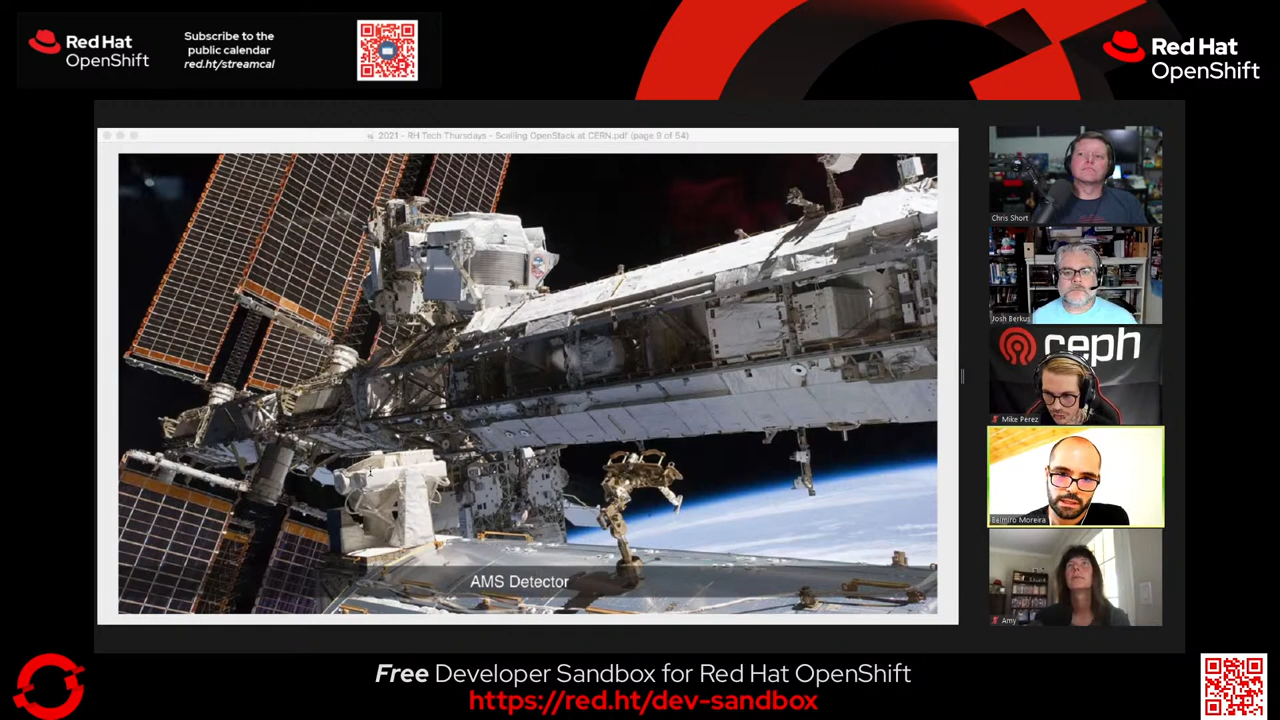 Red Hat
OpenShift
Subscribe to the
public calendar
red.ht/streamcal
Red Hat
OpenShift
2021 - RH Tech Thursdays - Scaling OpenStack at CERN.pdf (page 9 of 54)
AMS Detector
Chris Short
Josh Berkus
ceph
Mike Perez
Belmiro Moreira
Amy
Free Developer Sandbox for Red Hat OpenShift
https://red.ht/dev-sandbox